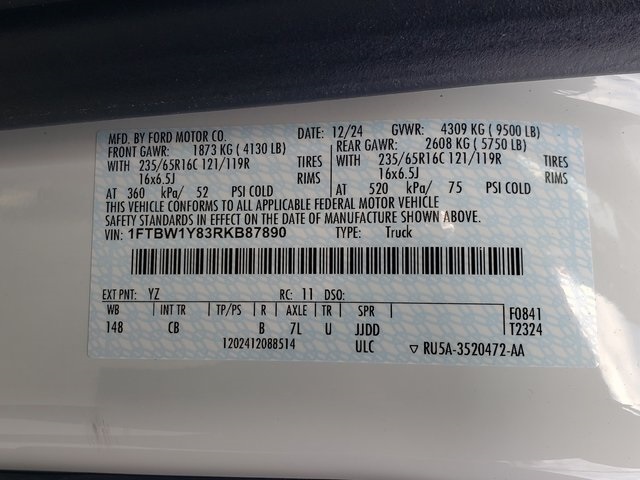 MFD. BY FORD MOTOR CO. DATE: 12/24 GVWR: 4309 KG ( 9500 LB)
FRONT GAWR: 1873 KG ( 4130 LB) REAR GAWR: 2608 KG ( 5750 LB)
WITH 235/65R16C 121/119R TIRES WITH 235/65R16C 121/119R TIRES
16x6.5J RIMS 16x6.5J RIMS
AT 360 kPa/ 52 PSI COLD AT 520 kPa/ 75 PSI COLD
THIS VEHICLE CONFORMS TO ALL APPLICABLE FEDERAL MOTOR VEHICLE
SAFETY STANDARDS IN EFFECT ON THE DATE OF MANUFACTURE SHOWN ABOVE.
1FTBW1Y83RKB87890 TYPE: Truck
EXT PNT: YZ RC: 11 DSO:
WB INT TR TP/PS R AXLE TR SPR F0841
148 CB B 7L U JJDD T2324
1202412088514 ULC ▽ RU5A-3520472-AA